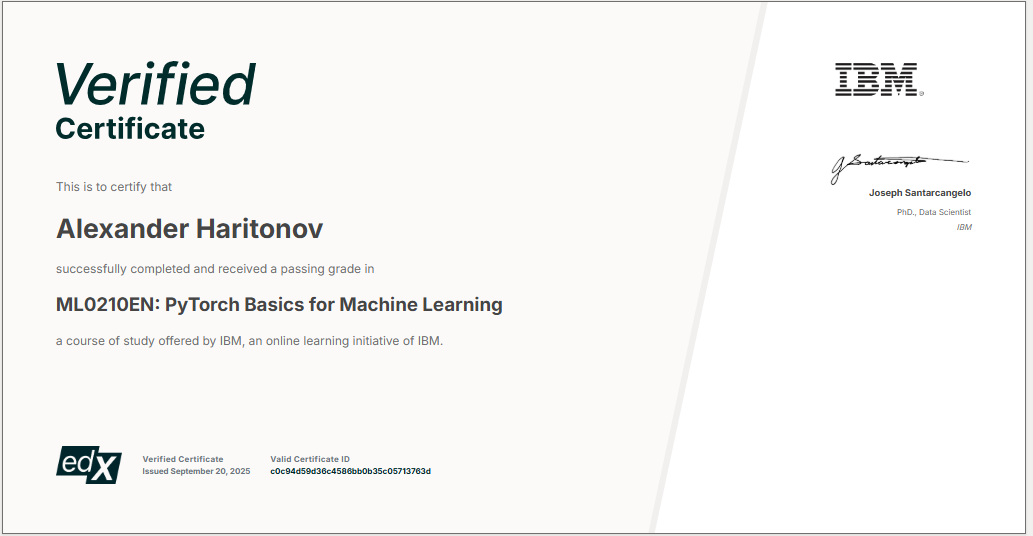 Verified
Certificate
This is to certify that
Alexander Haritonov
successfully completed and received a passing grade in
ML0210EN: PyTorch Basics for Machine Learning
a course of study offered by IBM, an online learning initiative of IBM.
edX
Verified Certificate
Issued September 20, 2025
Valid Certificate ID
c0c94d59d36c4586bb0b35c05713763d
IBM®
J Santarcangelo
Joseph Santarcangelo
PhD., Data Scientist
IBM